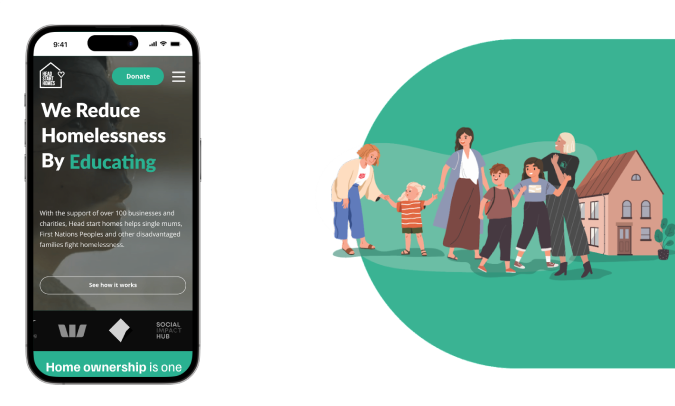 9:41
HEAD
START
HOMES
Donate
We Reduce
Homelessness
By Educating
With the support of over 100 businesses and
charities, Head start homes helps single mums,
First Nations Peoples and other disadvantaged
families fight homelessness.
See how it works
SOCIAL
IMPACT
HUB
Home ownership is one